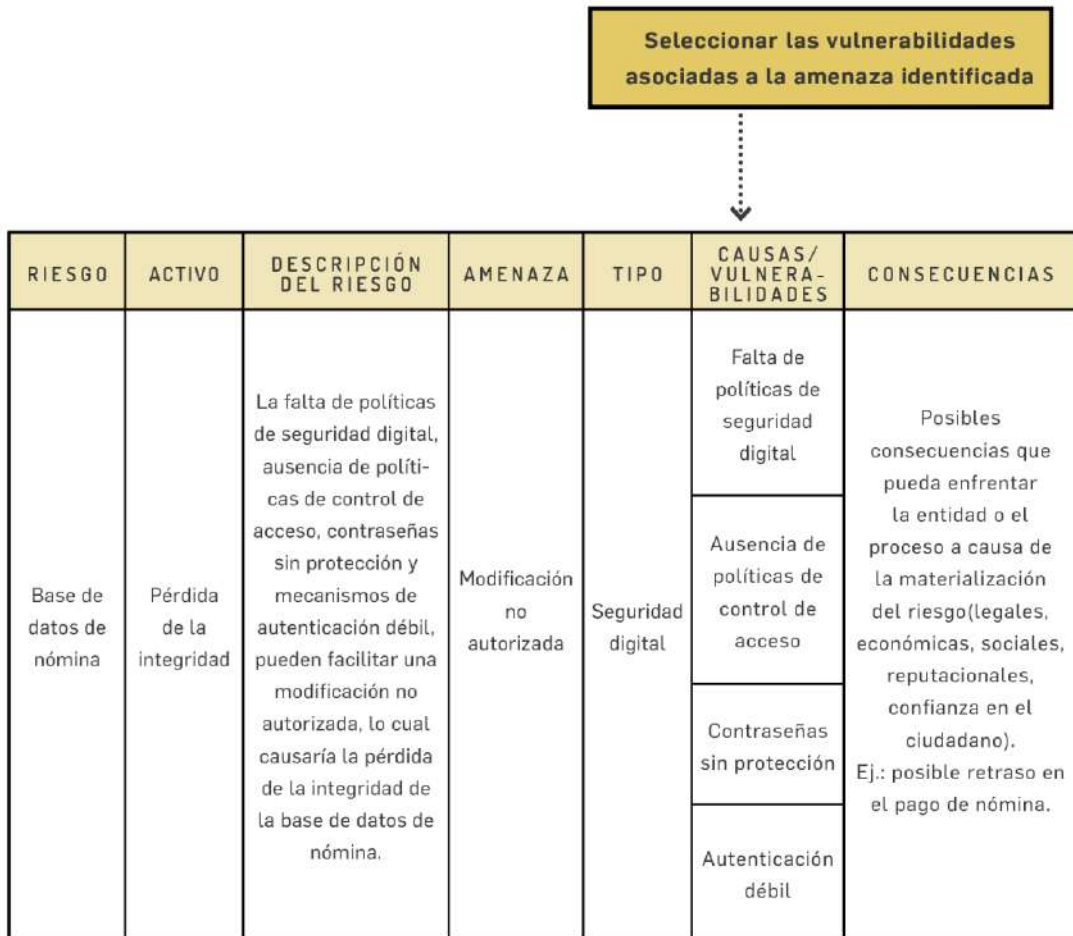 Seleccionar las vulnerabilidades
asociadas a la amenaza identificada
RIESGO
ACTIVO
DESCRIPCIÓN
DEL RIESGO
AMENAZA
TIPO
CAUSAS/
VULNERA-
BILIDADES
CONSECUENCIAS
Base de
datos de
nómina
Pérdida
de la
integridad
La falta de políticas
de seguridad digital,
ausencia de políti-
cas de control de
acceso, contraseñas
sin protección y
mecanismos de
autenticación débil,
pueden facilitar una
modificación no
autorizada, lo cual
causaría la pérdida
de la integridad de
la base de datos de
nómina.
Modificación
no
autorizada
Seguridad
digital
Falta de
políticas de
seguridad
digital
Ausencia de
políticas de
control de
acceso
Contraseñas
sin protección
Autenticación
débil
Posibles
consecuencias que
pueda enfrentar
la entidad o el
proceso a causa de
la materialización
del riesgo(legales,
económicas, sociales,
reputacionales,
confianza en el
ciudadano).
Ej.: posible retraso en
el pago de nómina.